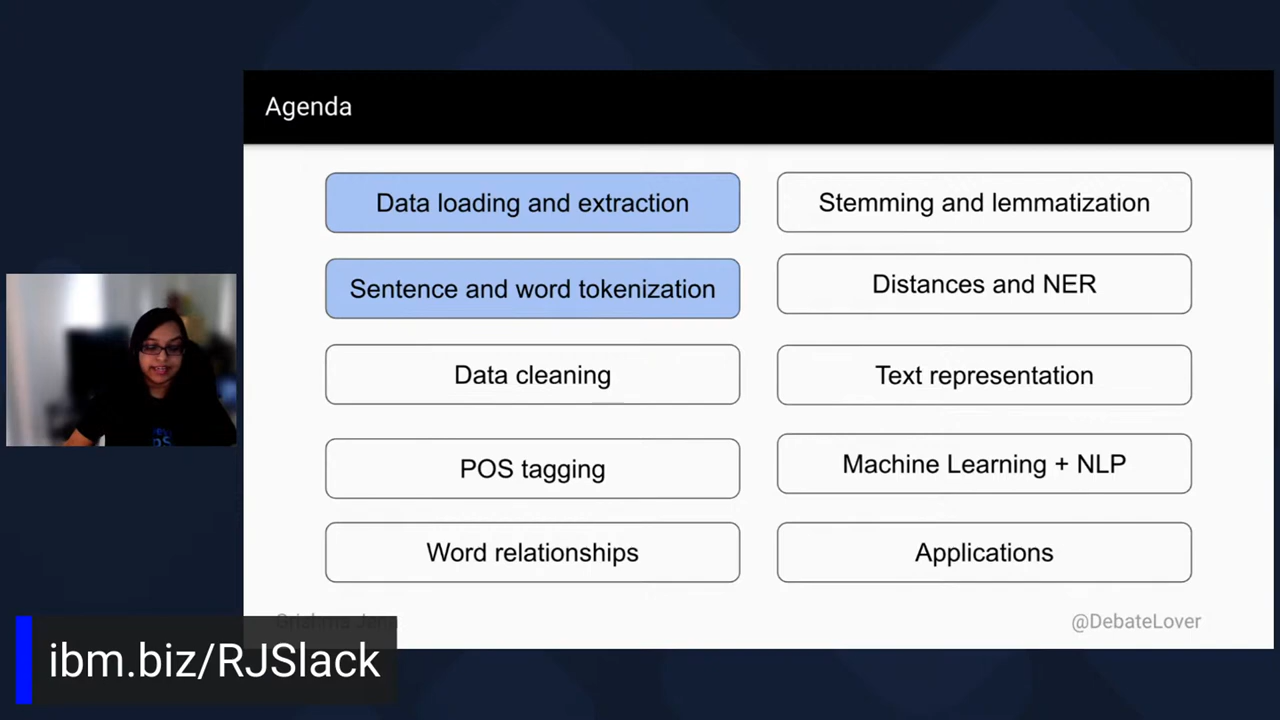 Agenda
Data loading and extraction
Sentence and word tokenization
Data cleaning
POS tagging
Word relationships
Stemming and lemmatization
Distances and NER
Text representation
Machine Learning + NLP
Applications
@DebateLover
ibm.biz/RJSlack